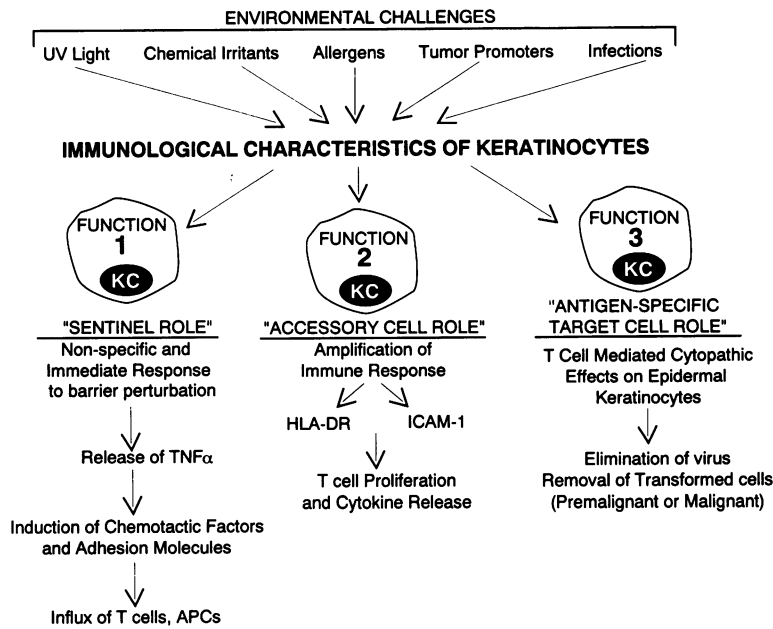 ENVIRONMENTAL CHALLENGES
UV Light Chemical Irritants Allergens Tumor Promoters Infections
IMMUNOLOGICAL CHARACTERISTICS OF KERATINOCYTES
FUNCTION
1
KC
"SENTINEL ROLE"
Non-specific and
Immediate Response
to barrier perturbation
Release of TNFα
Induction of Chemotactic Factors
and Adhesion Molecules
Influx of T cells, APCs
FUNCTION
2
KC
"ACCESSORY CELL ROLE"
Amplification of
Immune Response
HLA-DR ICAM-1
T cell Proliferation
and Cytokine Release
FUNCTION
3
KC
"ANTIGEN-SPECIFIC
TARGET CELL ROLE"
T Cell Mediated Cytopathic
Effects on Epidermal
Keratinocytes
Elimination of virus
Removal of Transformed cells
(Premalignant or Malignant)